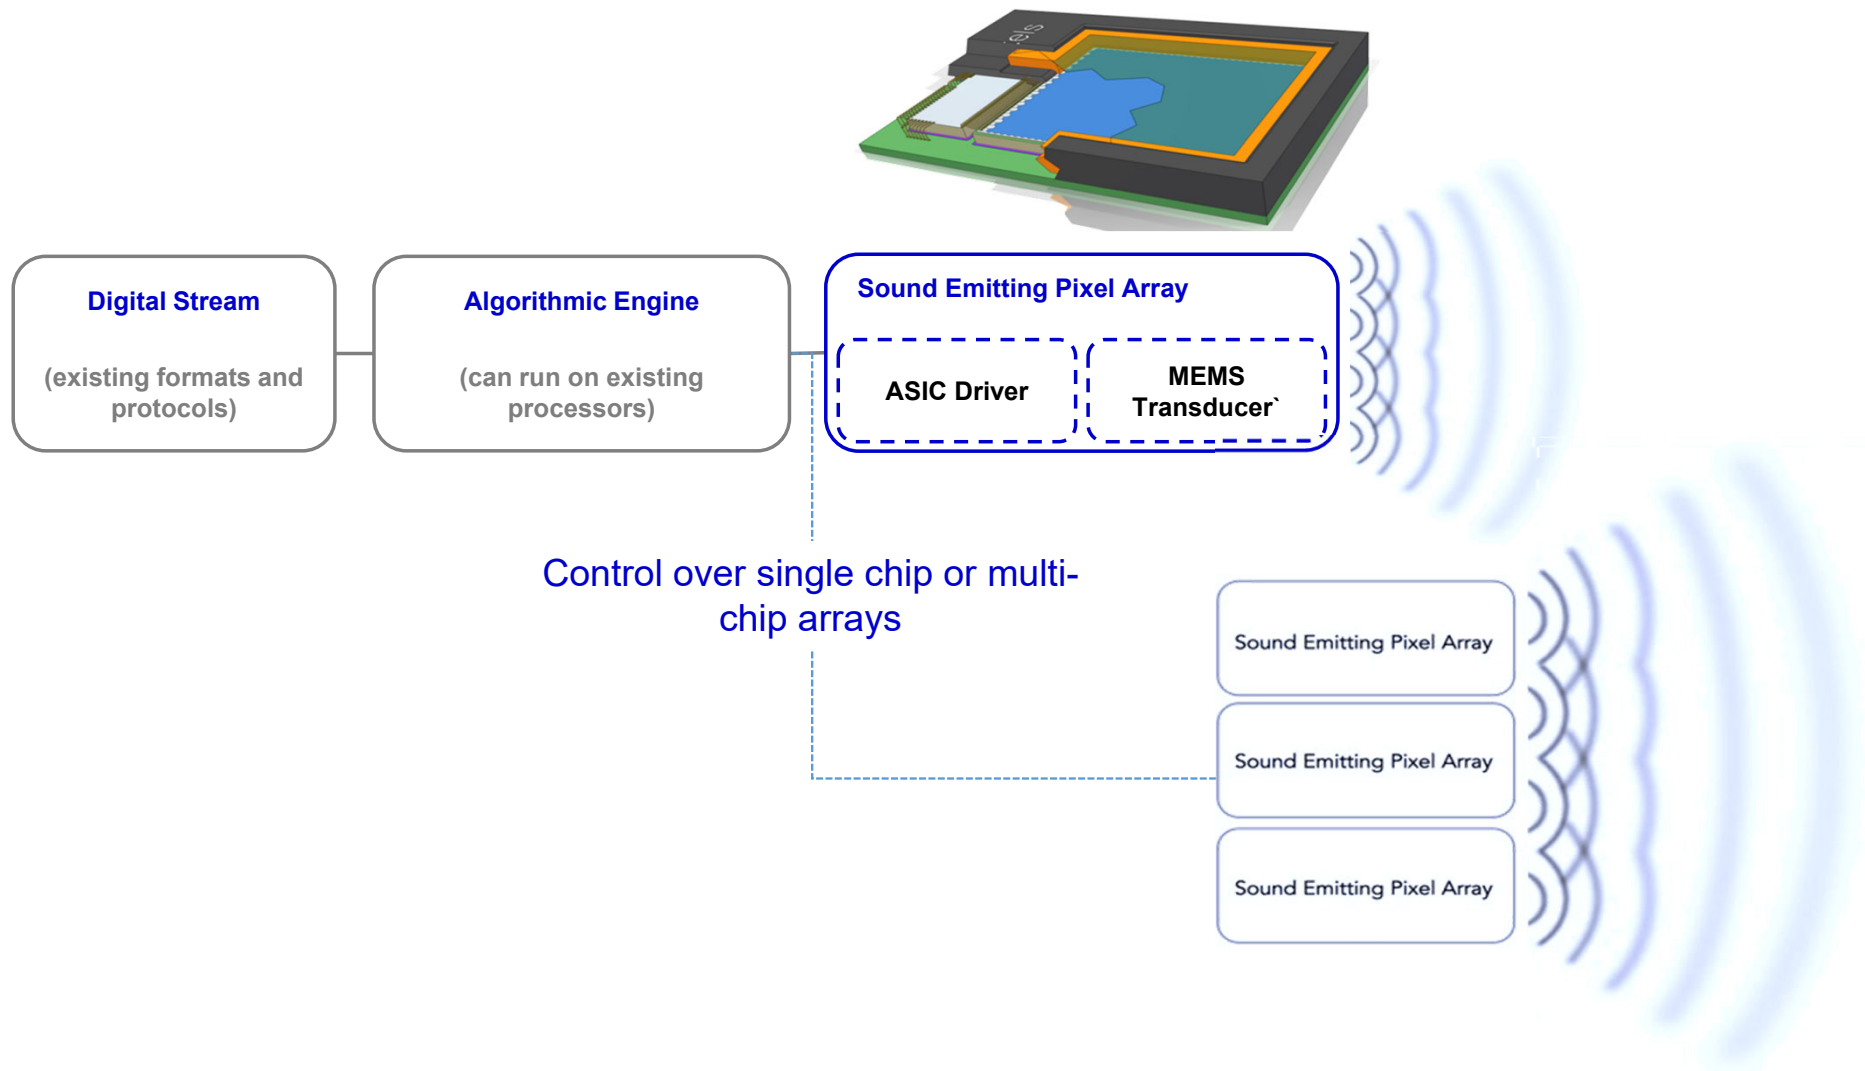 Digital Stream
(existing formats and
protocols)
Algorithmic Engine
(can run on existing
processors)
Sound Emitting Pixel Array
ASIC Driver
MEMS
Transducer`
Control over single chip or multi-
chip arrays
Sound Emitting Pixel Array
Sound Emitting Pixel Array
Sound Emitting Pixel Array